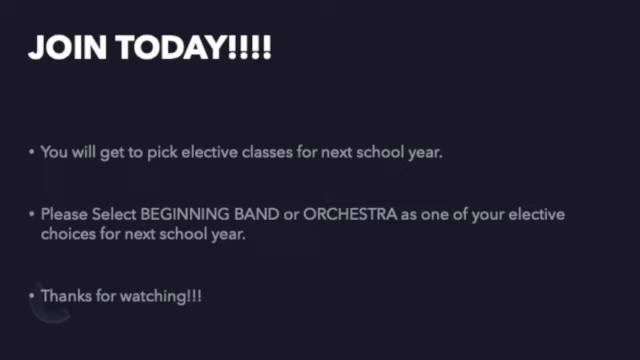 JOIN TODAY!!!!
• You will get to pick elective classes for next school year.
• Please Select BEGINNING BAND or ORCHESTRA as one of your elective
choices for next school year.
• Thanks for watching!!!